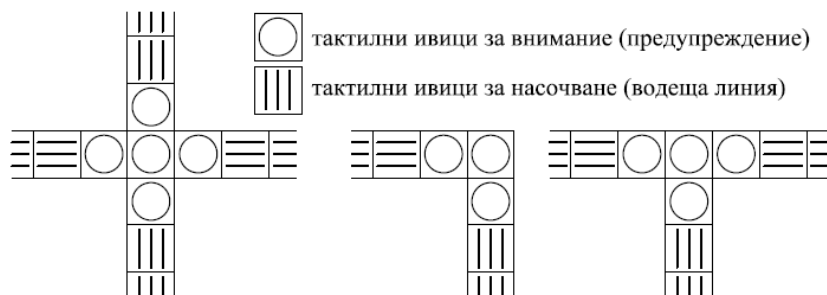 тактилни ивици за внимание (предупреждение)
тактилни ивици за насочване (водеща линия)